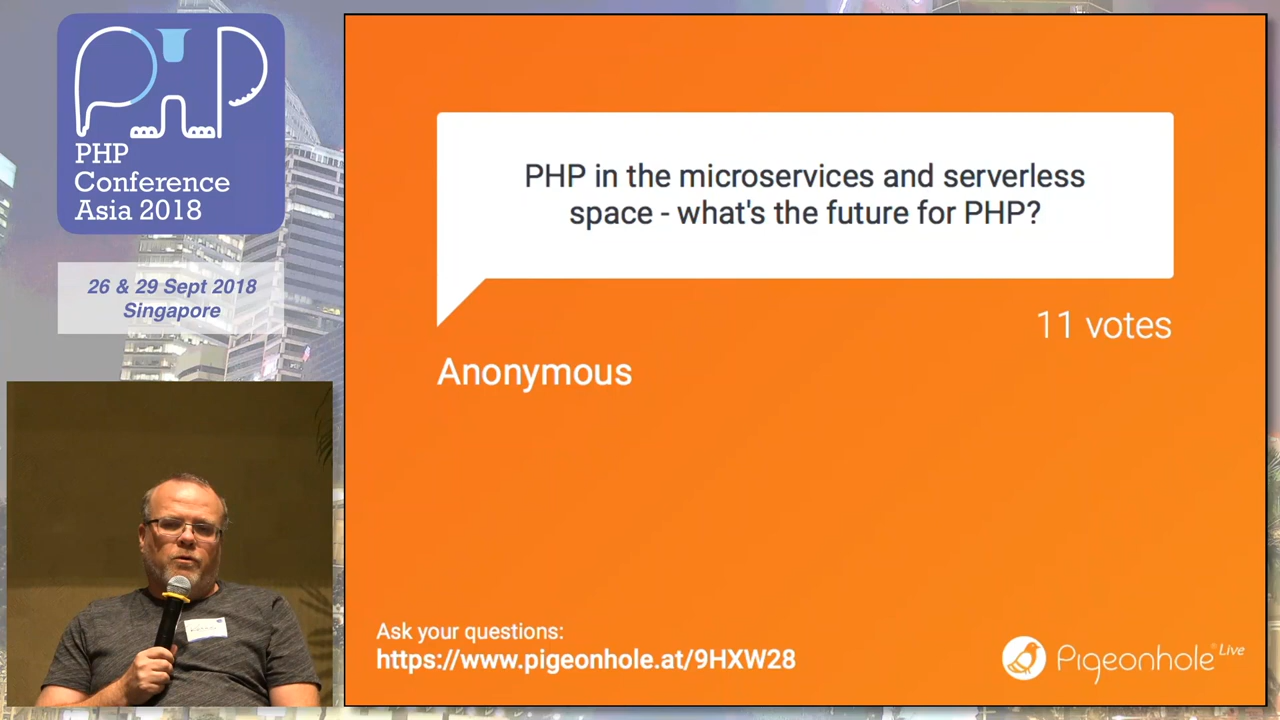 PHP
Conference
Asia 2018
26 & 29 Sept 2018
Singapore
PHP in the microservices and serverless
space - what's the future for PHP?
11 votes
Anonymous
Ask your questions:
https://www.pigeonhole.at/9HXW28
Pigeonhole Live